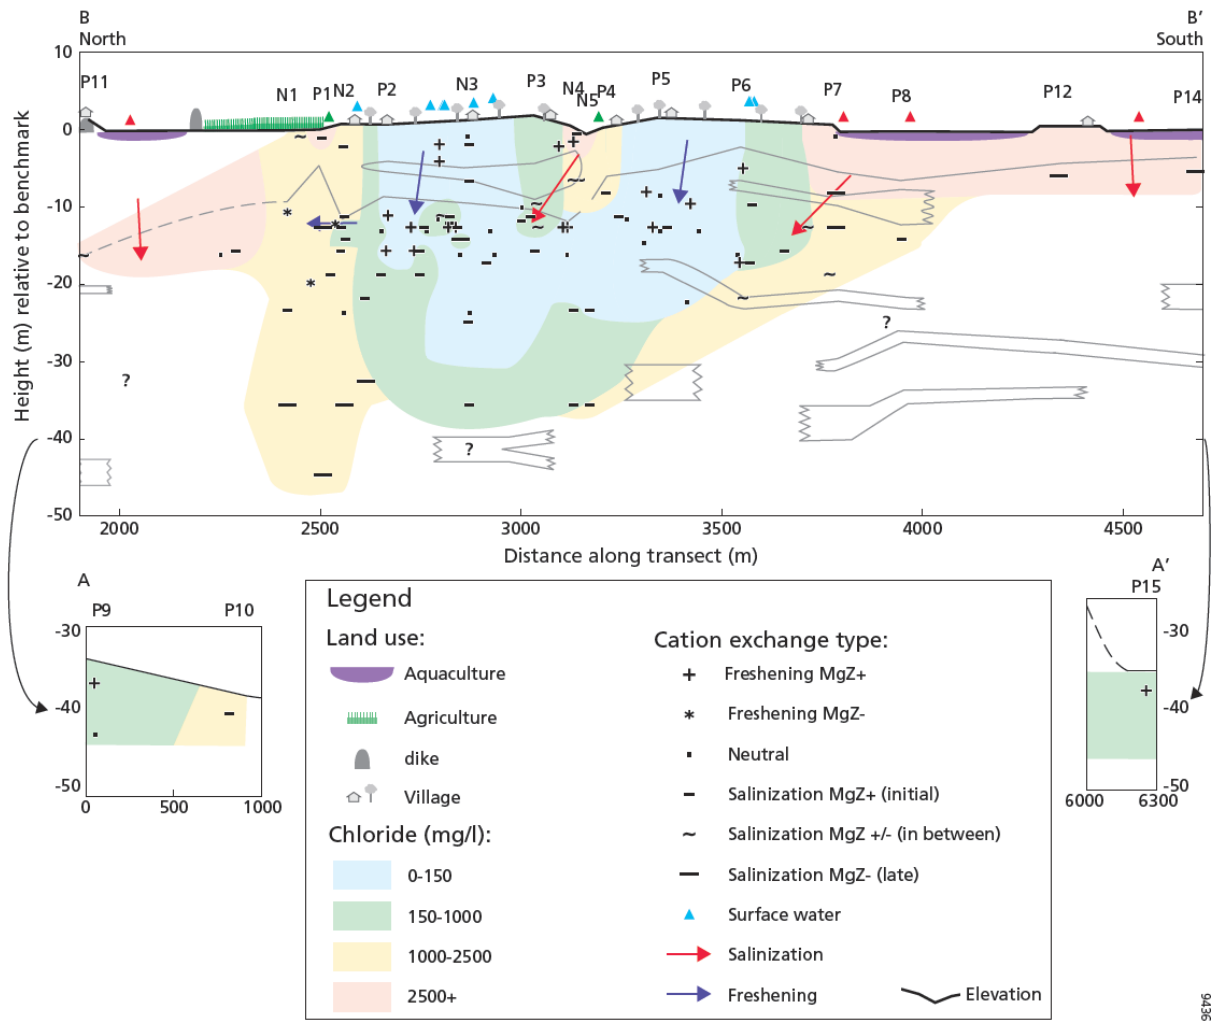 B
B'
North
South
10
P11
N1
P1
N2
P2
N3
P3
N4
N5
P4
P5
P6
P7
P8
P12
P14
0
-10
-20
-30
-40
-50
Height (m) relative to benchmark
?
?
?
2000
2500
3000
3500
4000
4500
Distance along transect (m)
A
P9
P10
-30
-40
-50
0
500
1000
A'
P15
-30
-40
-50
6000
6300
Legend
Land use:
Aquaculture
Agriculture
dike
Village
Chloride (mg/l):
0-150
150-1000
1000-2500
2500+
Cation exchange type:
+ Freshening MgZ+
* Freshening MgZ-
Neutral
- Salinization MgZ+ (initial)
~ Salinization MgZ +/- (in between)
— Salinization MgZ- (late)
Surface water
Salinization
Freshening
Elevation
9436